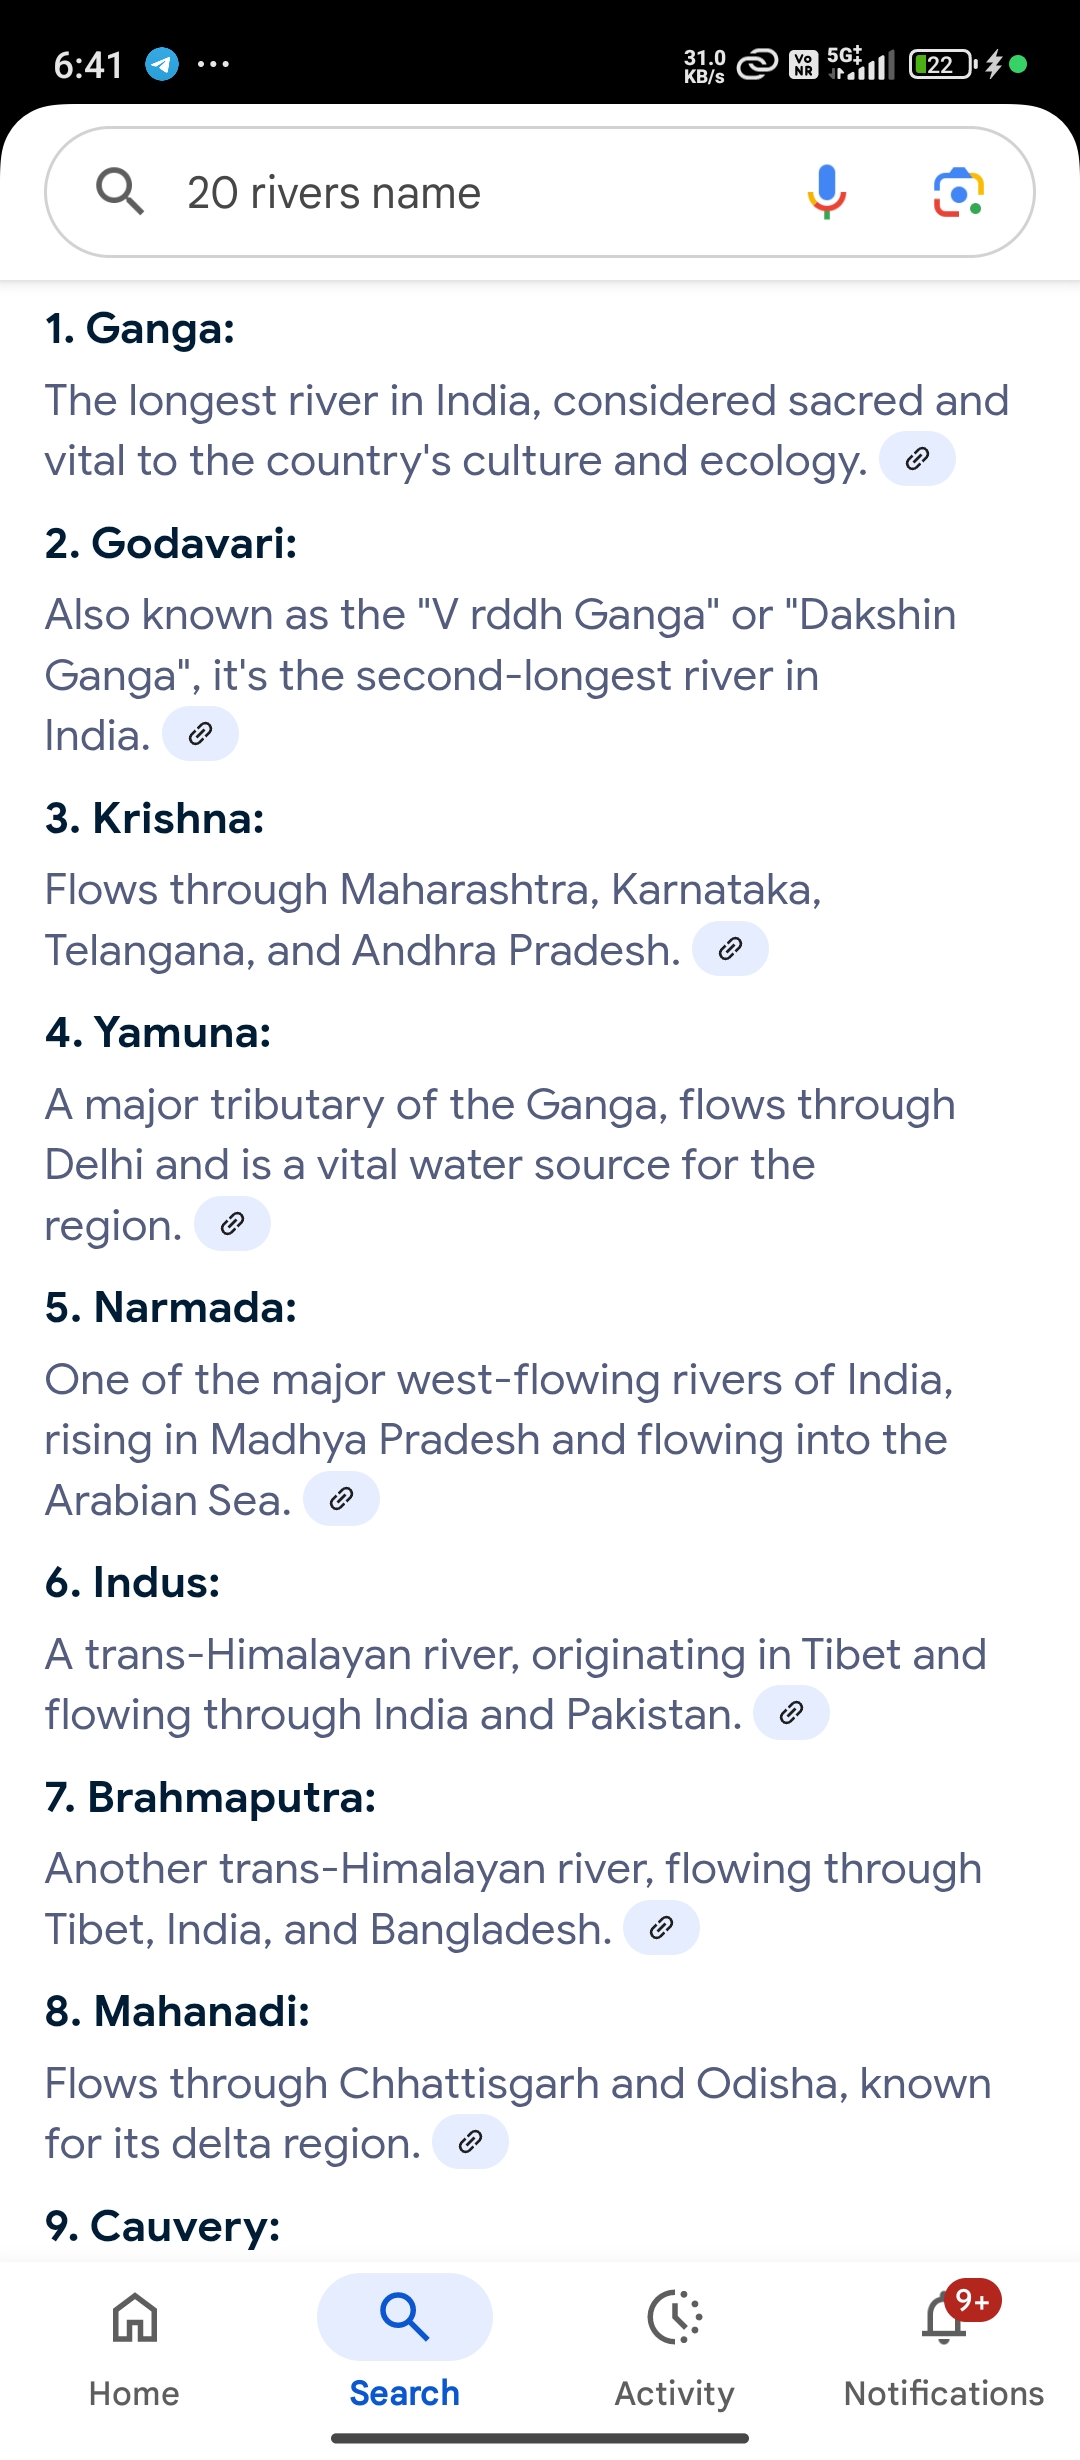 6:41 ... 31.0 KB/s Vo NR 5G‡ 22
20 rivers name
1. Ganga:
The longest river in India, considered sacred and
vital to the country's culture and ecology.
2. Godavari:
Also known as the "V rddh Ganga" or "Dakshin
Ganga", it's the second-longest river in
India.
3. Krishna:
Flows through Maharashtra, Karnataka,
Telangana, and Andhra Pradesh.
4. Yamuna:
A major tributary of the Ganga, flows through
Delhi and is a vital water source for the
region.
5. Narmada:
One of the major west-flowing rivers of India,
rising in Madhya Pradesh and flowing into the
Arabian Sea.
6. Indus:
A trans-Himalayan river, originating in Tibet and
flowing through India and Pakistan.
7. Brahmaputra:
Another trans-Himalayan river, flowing through
Tibet, India, and Bangladesh.
8. Mahanadi:
Flows through Chhattisgarh and Odisha, known
for its delta region.
9. Cauvery:
9+
Home Search Activity Notifications